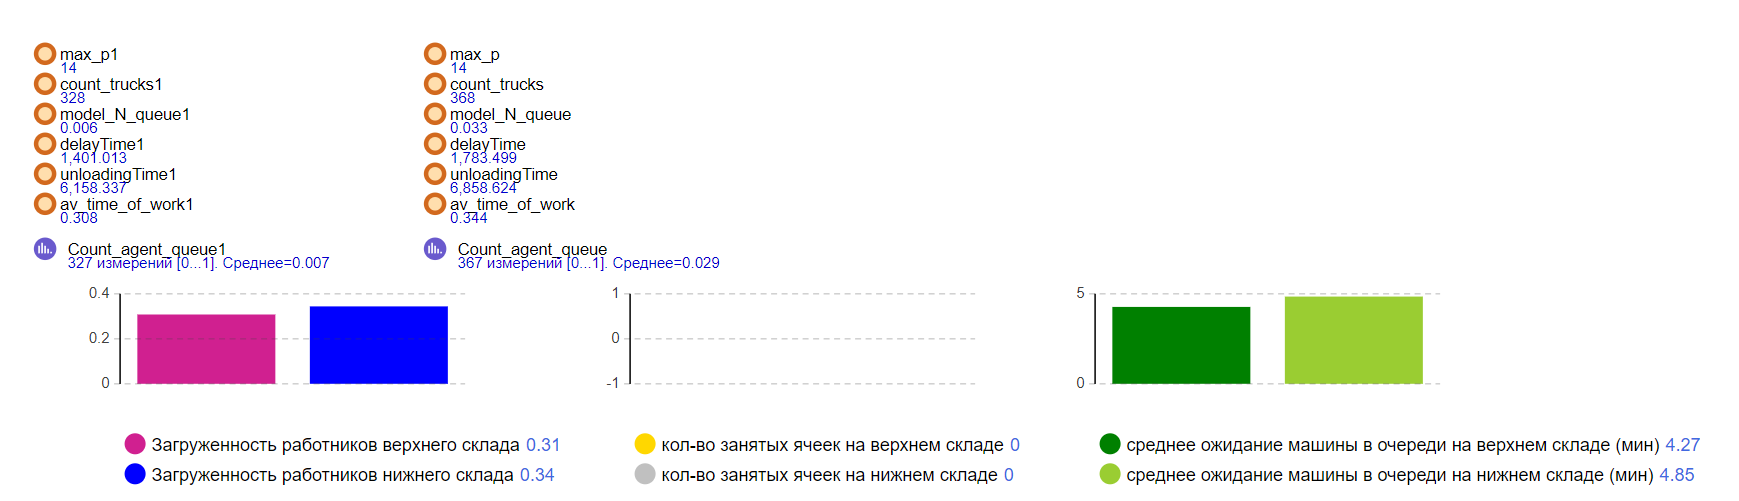 max_p1
14
count_trucks1
328
model_N_queue1
0.006
delayTime1
1,401.013
unloadingTime1
6,158.337
av_time_of_work1
0.308
Count_agent_queue1
327 измерений [0...1]. Среднее=0.007
max_p
14
count_trucks
368
model_N_queue
0.033
delayTime
1,783.499
unloadingTime
6,858.624
av_time_of_work
0.344
Count_agent_queue
367 измерений [0...1]. Среднее=0.029
0.4
0.2
0
Загруженность работников верхнего склада 0.31
Загруженность работников нижнего склада 0.34
1
0
-1
кол-во занятых ячеек на верхнем складе 0
кол-во занятых ячеек на нижнем складе 0
5
0
среднее ожидание машины в очереди на верхнем складе (мин) 4.27
среднее ожидание машины в очереди на нижнем складе (мин) 4.85